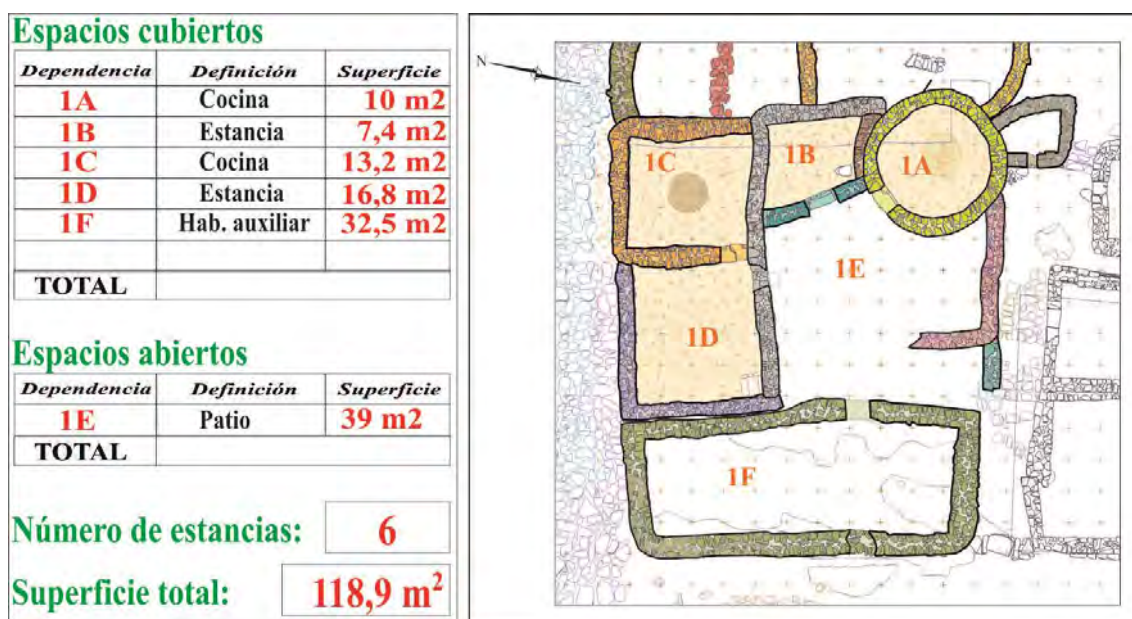 Espacios cubiertos
Dependencia Definición Superficie
1A Cocina 10 m2
1B Estancia 7,4 m2
1C Cocina 13,2 m2
1D Estancia 16,8 m2
1F Hab. auxiliar 32,5 m2
TOTAL
Espacios abiertos
Dependencia Definición Superficie
1E Patio 39 m2
TOTAL
Número de estancias: 6
Superficie total: 118,9 m²
N
1C
1B
1A
1E
1D
1F